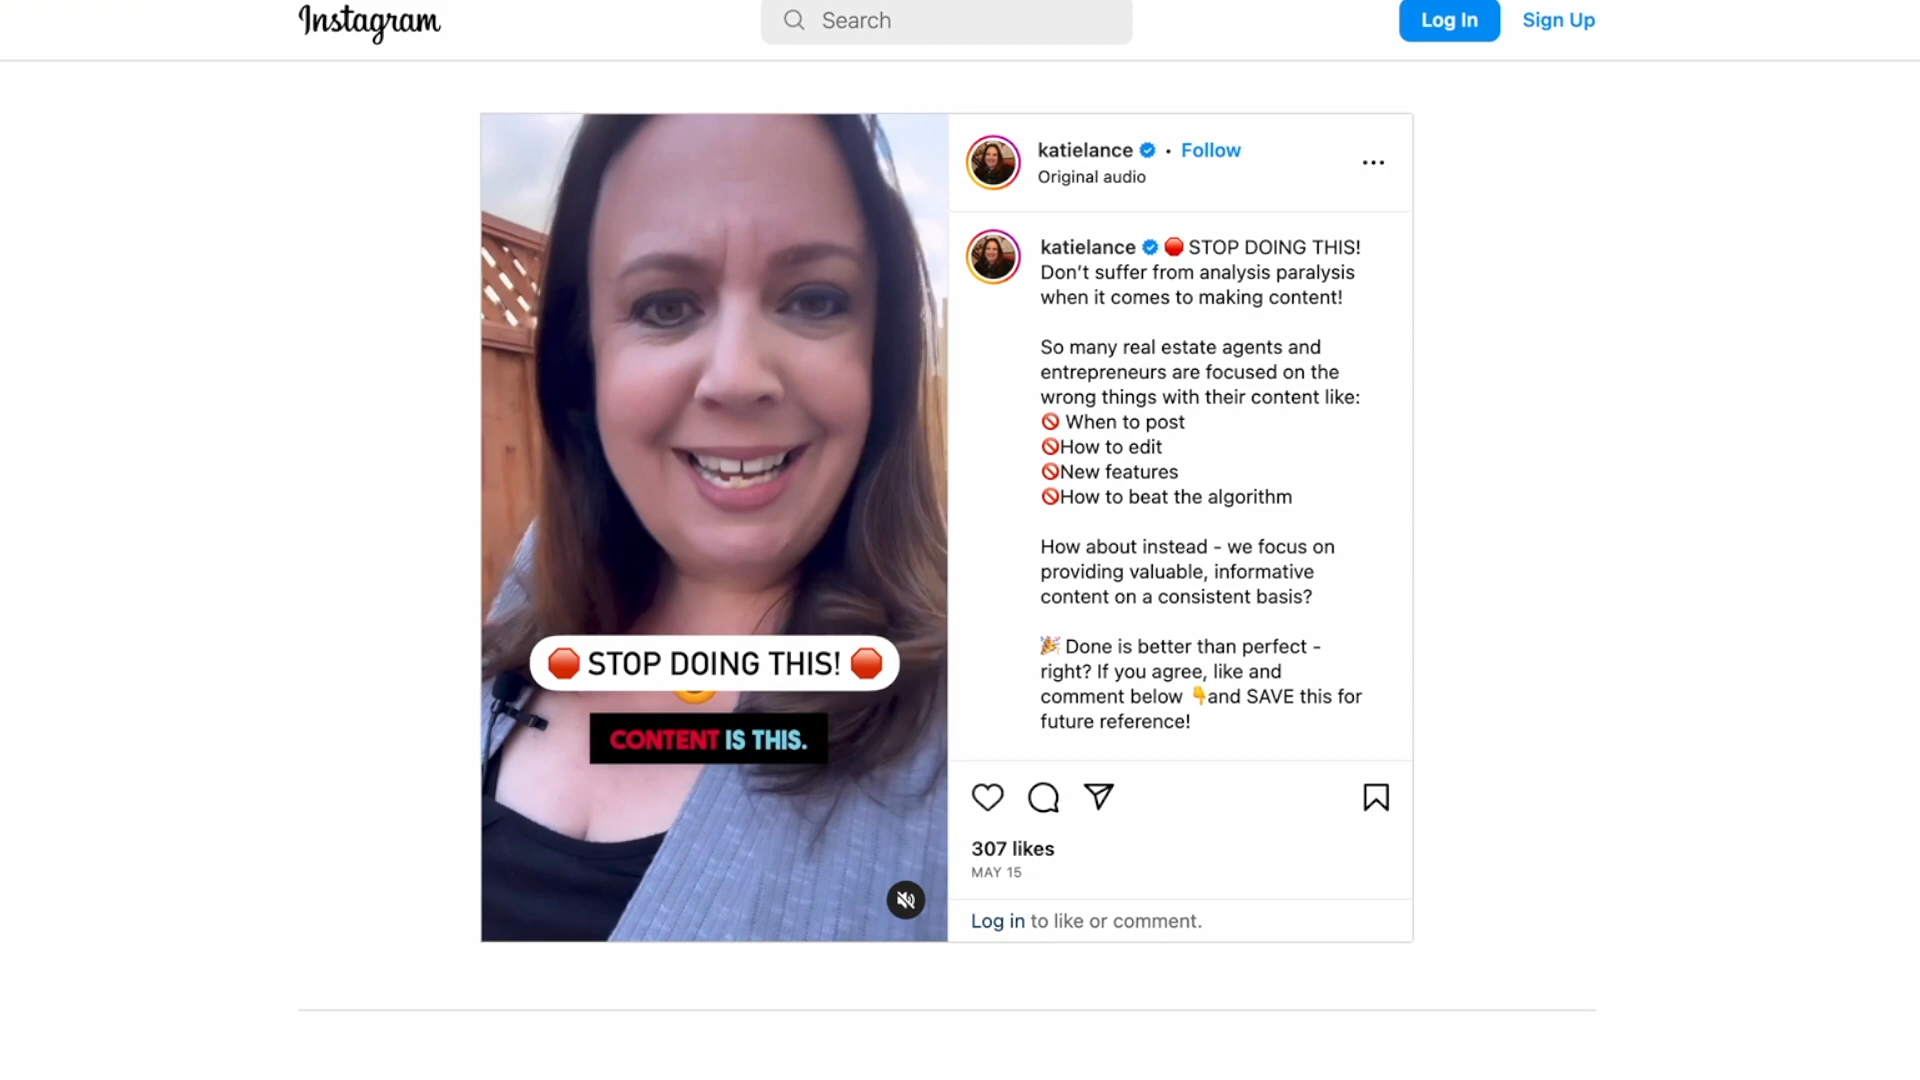 Instagram
Search
Log In
Sign Up
katielance • Follow
Original audio
katielance 🛑 STOP DOING THIS!
Don’t suffer from analysis paralysis
when it comes to making content!
So many real estate agents and
entrepreneurs are focused on the
wrong things with their content like:
🚫 When to post
🚫How to edit
🚫New features
🚫How to beat the algorithm
How about instead - we focus on
providing valuable, informative
content on a consistent basis?
🎉 Done is better than perfect -
right? If you agree, like and
comment below 👇and SAVE this for
future reference!
🛑 STOP DOING THIS! 🛑
CONTENT IS THIS.
307 likes
MAY 15
Log in to like or comment.